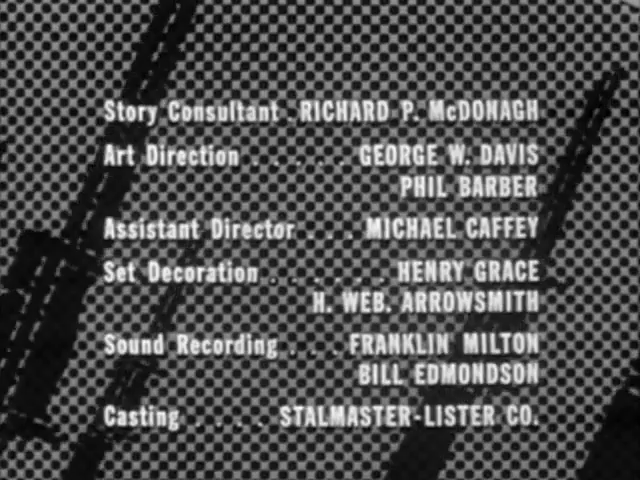 Story Consultant . RICHARD P. McDONAGH
Art Direction . . . . . GEORGE W. DAVIS
PHIL BARBER
Assistant Director . . . MICHAEL CAFFEY
Set Decoration . . . . . . HENRY GRACE
H. WEB. ARROWSMITH
Sound Recording . . . FRANKLIN MILTON
BILL EDMONDSON
Casting . . . . STALMASTER-LISTER CO.